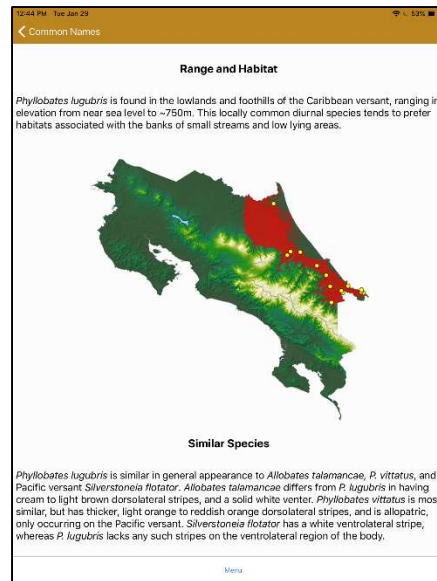 12:44 PM Tue Jan 29
53%
Common Names
Range and Habitat
Phyllobates lugubris is found in the lowlands and foothills of the Caribbean versant, ranging in
elevation from near sea level to ~750m. This locally common diurnal species tends to prefer
habitats associated with the banks of small streams and low lying areas.
Similar Species
Phyllobates lugubris is similar in general appearance to Allobates talamancae, P. vittatus, and
Pacific versant Silverstoneia flotator. Allobates talamancae differs from P. lugubris in having
cream to light brown dorsolateral stripes, and a solid white venter. Phyllobates vittatus is mos
similar, but has thicker, light orange to reddish orange dorsolateral stripes, and is allopatric,
only occurring on the Pacific versant. Silverstoneia flotator has a white ventrolateral stripe,
whereas P. lugubris lacks any such stripes on the ventrolateral region of the body.
Menu